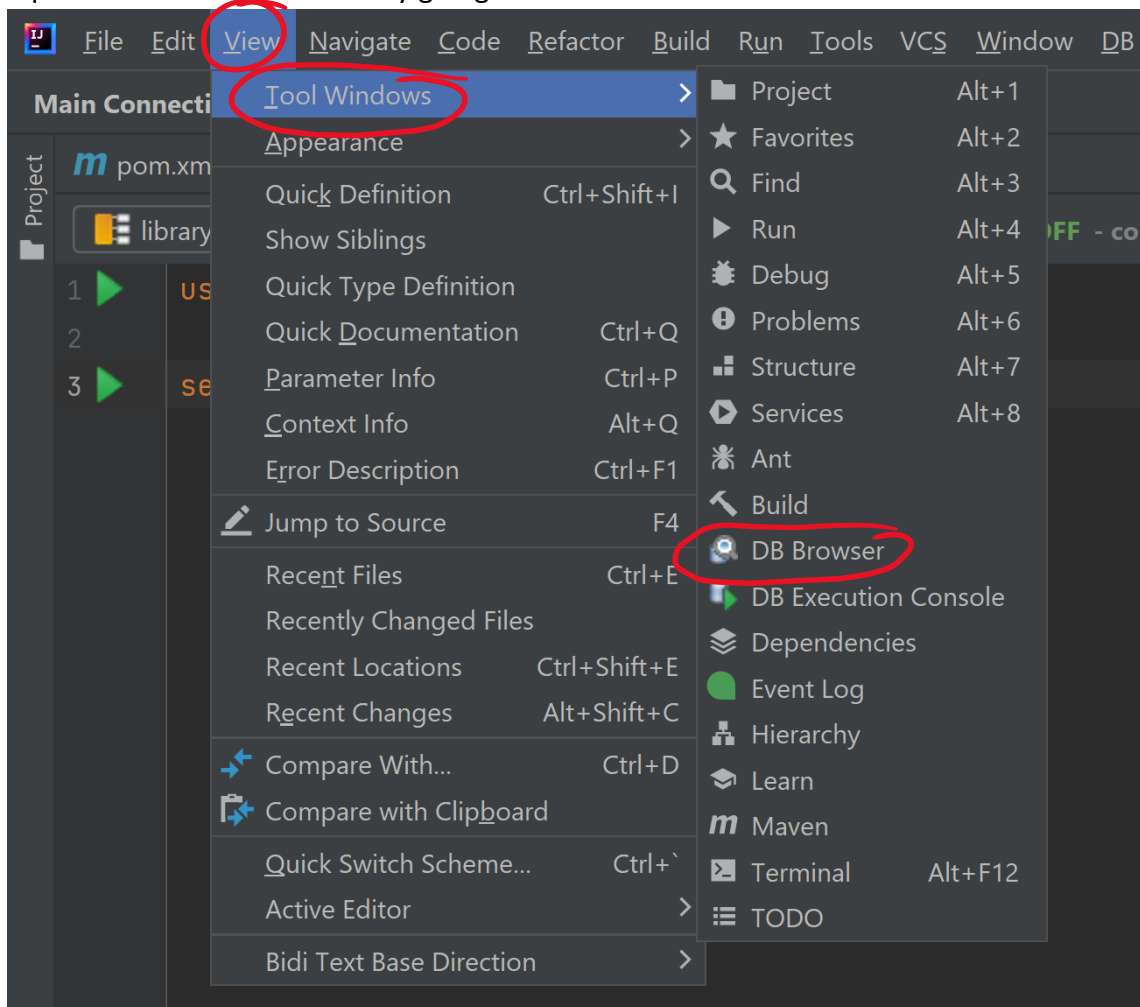 IJ
File Edit View Navigate Code Refactor Build Run Tools VCS Window DB
Main Connecti
Tool Windows
Appearance
Quick Definition Ctrl+Shift+I
Show Siblings
Quick Type Definition
Quick Documentation Ctrl+Q
Parameter Info Ctrl+P
Context Info Alt+Q
Error Description Ctrl+F1
Jump to Source F4
Recent Files Ctrl+E
Recently Changed Files
Recent Locations Ctrl+Shift+E
Recent Changes Alt+Shift+C
Compare With... Ctrl+D
Compare with Clipboard
Quick Switch Scheme... Ctrl+`
Active Editor
Bidi Text Base Direction
Project Alt+1
Favorites Alt+2
Find Alt+3
Run Alt+4
Debug Alt+5
Problems Alt+6
Structure Alt+7
Services Alt+8
Ant
Build
DB Browser
DB Execution Console
Dependencies
Event Log
Hierarchy
Learn
m Maven
Terminal Alt+F12
TODO
Project
m pom.xm
library
FF - co
1 us
2
3 se